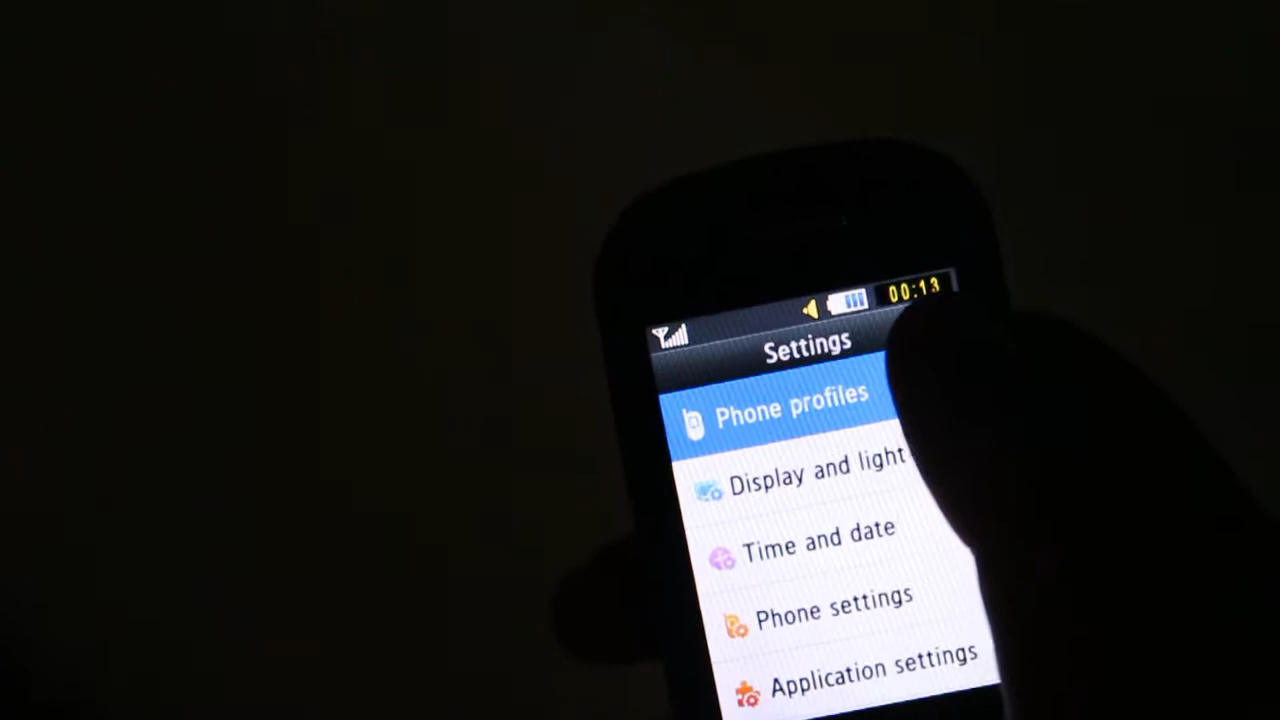 00:13
Settings
Phone profiles
Display and light
Time and date
Phone settings
Application settings